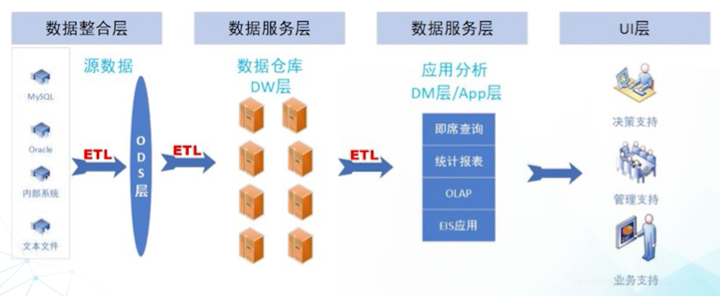 数据整合层
数据服务层
数据服务层
UI层
源数据
MySQL
Oracle
内部系统
文本文件
ETL
ODS层
ETL
数据仓库
DW层
ETL
应用分析
DM层/App层
即席查询
统计报表
OLAP
EIS应用
决策支持
管理支持
业务支持